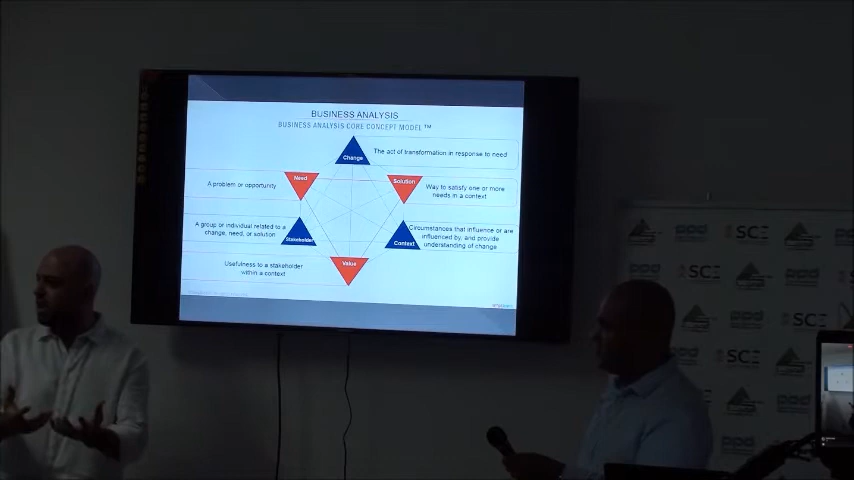 BUSINESS ANALYSIS
BUSINESS ANALYSIS CORE CONCEPT MODEL™
Change
The act of transformation in response to need
A problem or opportunity
Need
Solution
Way to satisfy one or more
needs in a context
A group or individual related to a
change, need, or solution
Stakeholder
Context
Circumstances that influence or are
influenced by, and provide
understanding of change
Usefulness to a stakeholder
within a context
Value
SCE
SCE
SCE
SCE